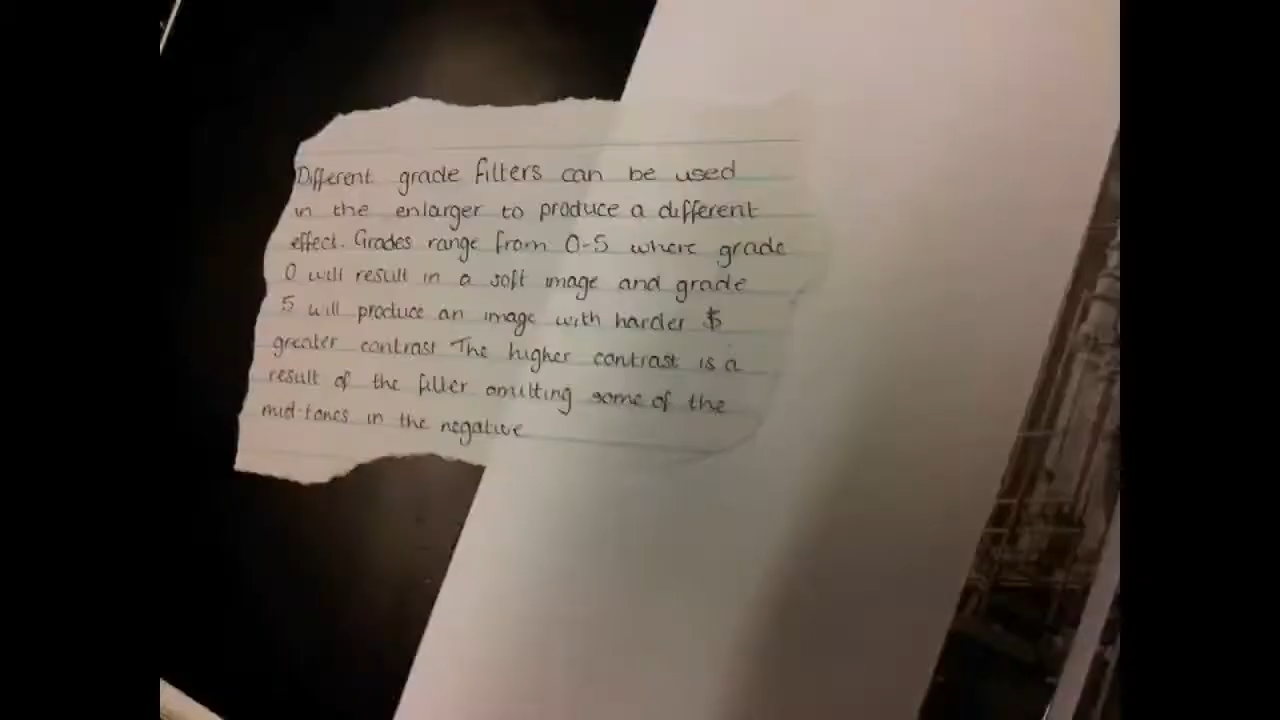 Different grade filters can be used
in the enlarger to produce a different
effect. Grades range from 0-5 where grade
0 will result in a soft image and grade
5 will produce an image with harder $
greater contrast The higher contrast is a
result of the filter omitting some of the
mid-tones in the negative